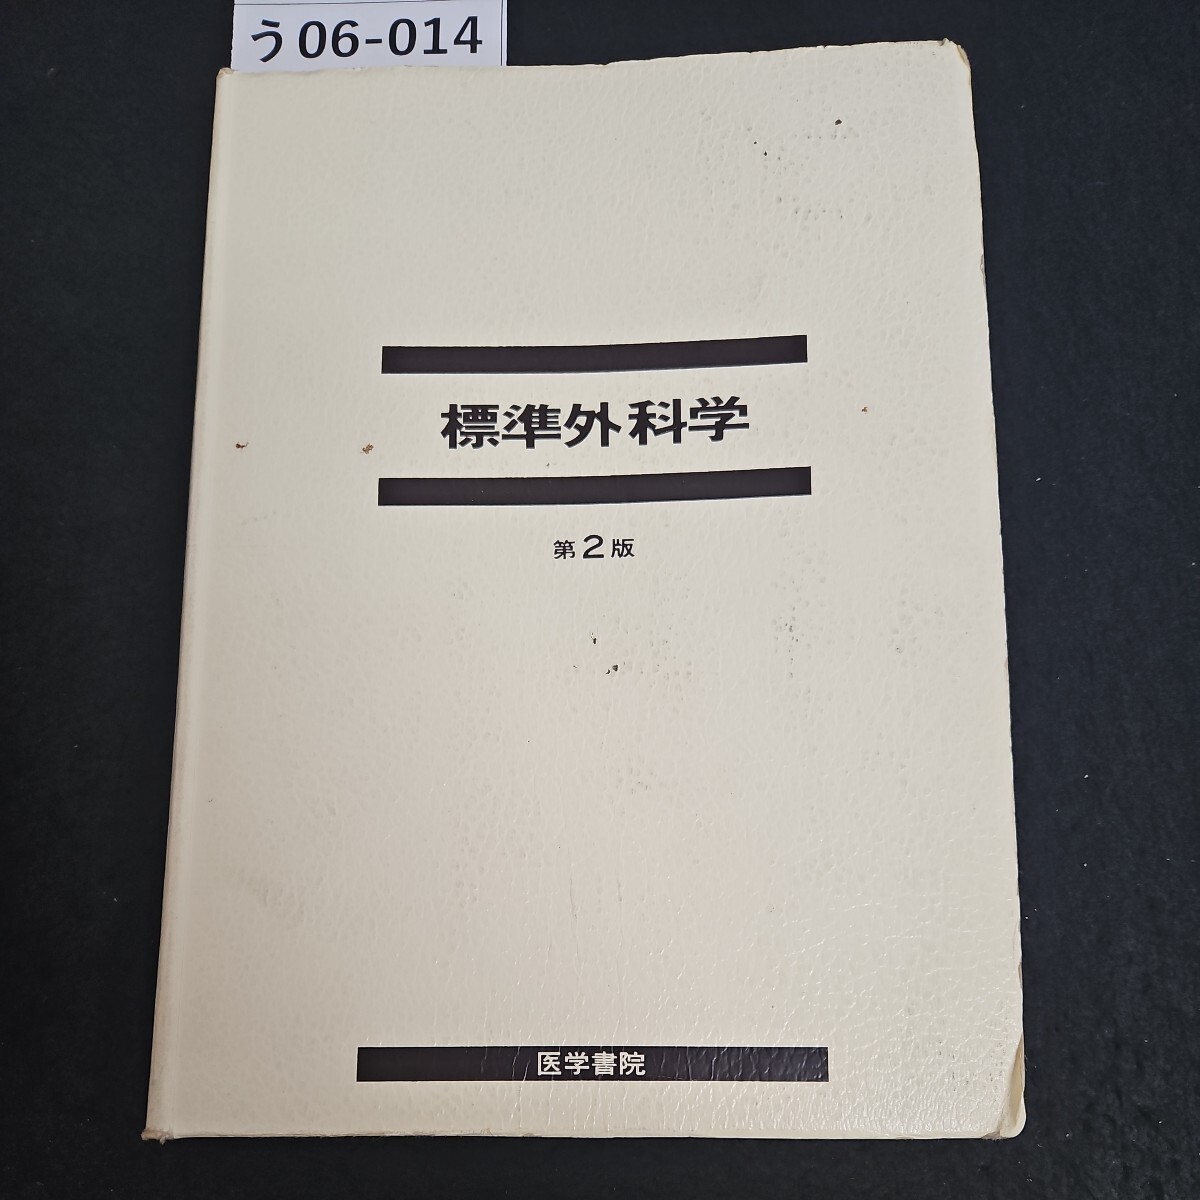 う06-014
標準外科学
第2版
医学書院